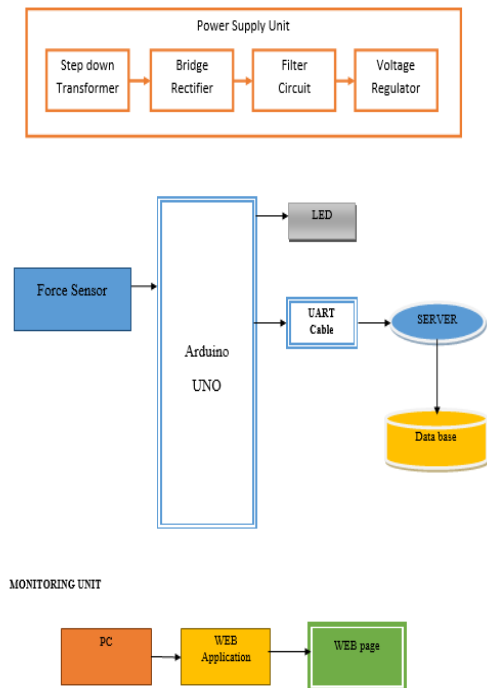 Power Supply Unit
Step down
Transformer
Bridge
Rectifier
Filter
Circuit
Voltage
Regulator
LED
Force Sensor
UART
Cable
SERVER
Arduino
UNO
Data base
MONITORING UNIT
PC
WEB
Application
WEB page